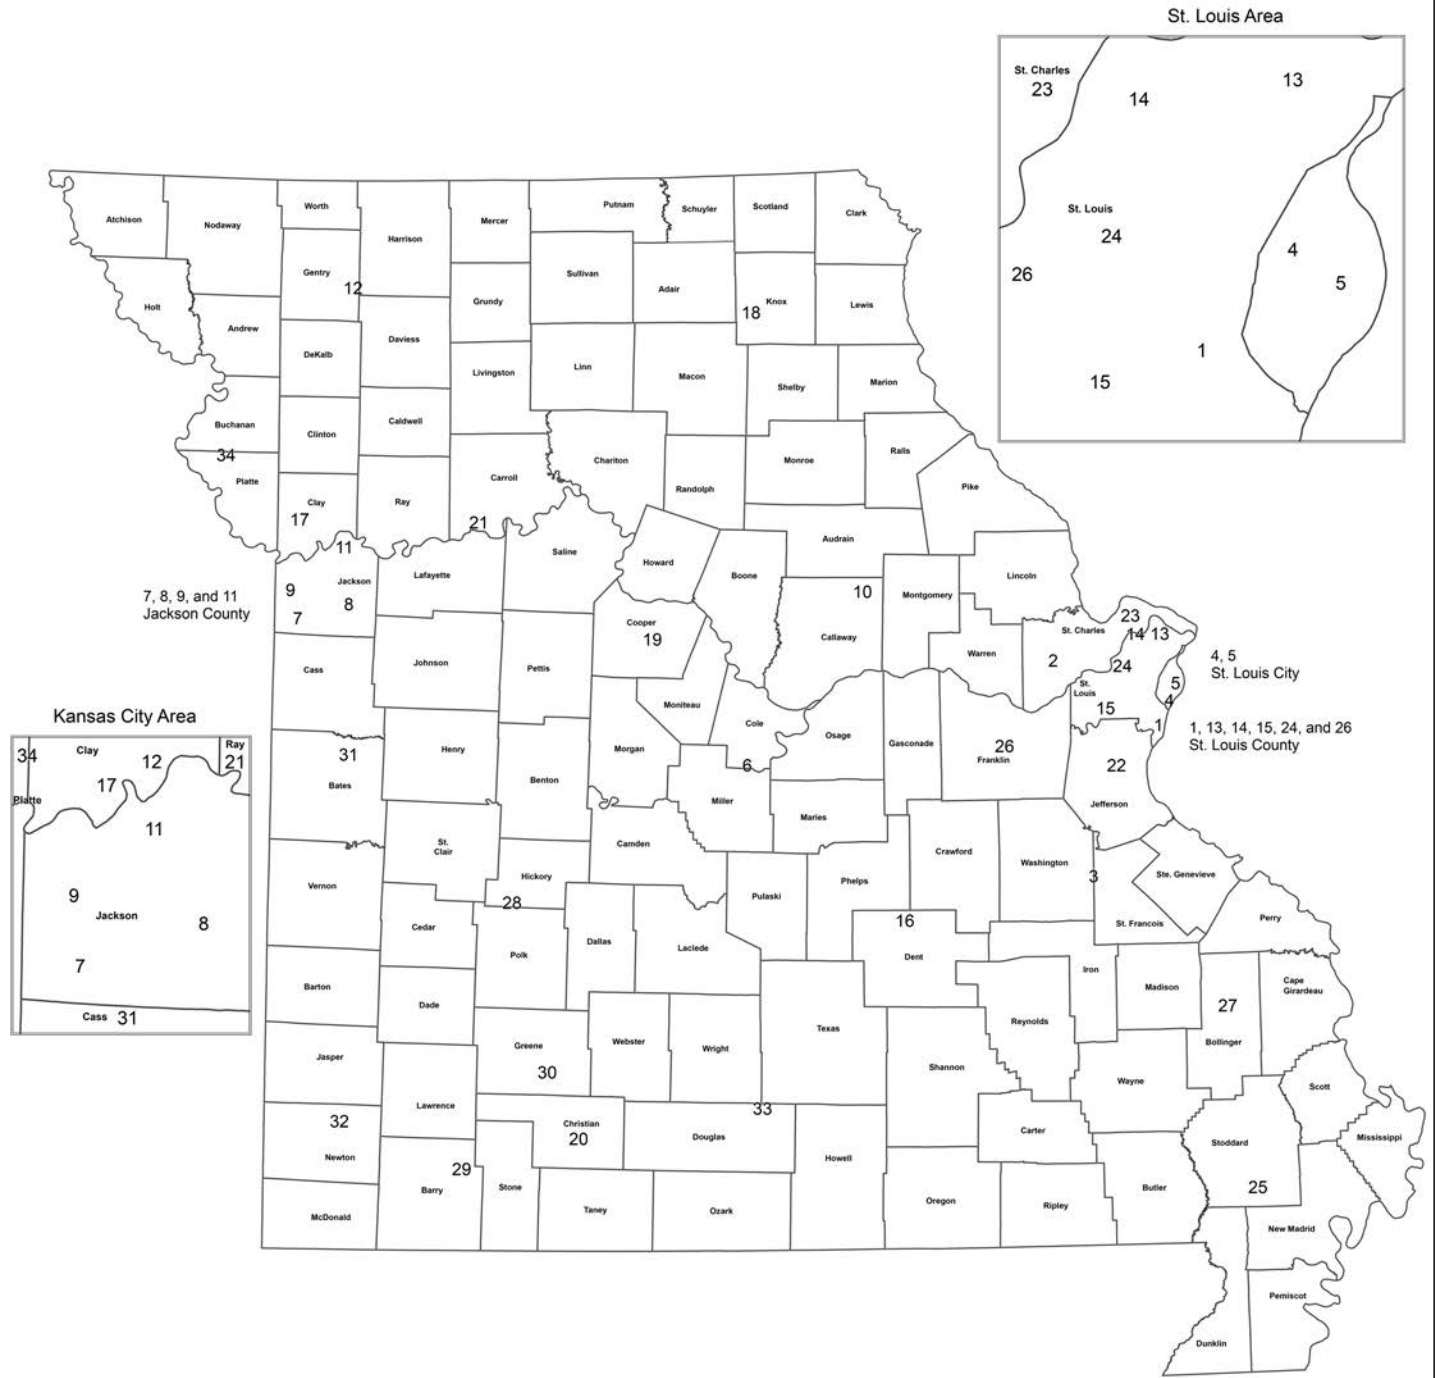 St. Louis Area
St. Charles
23
14
13
St. Louis
24
26
4
5
1
15
Atchison
Nodaway
Worth
Harrison
Mercer
Putnam
Schuyler
Scotland
Clark
Gentry
12
Sullivan
Adair
Knox
18
Lewis
Holt
Andrew
DeKalb
Daviess
Grundy
Livingston
Linn
Macon
Shelby
Marion
Buchanan
34
Platte
Clinton
Caldwell
Carroll
21
Chariton
Randolph
Monroe
Ralls
Pike
Clay
17
Ray
11
9
Jackson
8
7
7, 8, 9, and 11
Jackson County
Lafayette
Saline
Howard
Boone
Audrain
10
Callaway
Montgomery
Lincoln
Cooper
19
Warren
St. Charles
2
23
14 13
24
St.
Louis
15
5
4
1
4, 5
St. Louis City
1, 13, 14, 15, 24, and 26
St. Louis County
Cass
Johnson
Pettis
Moniteau
Cole
Osage
Gasconade
26
Franklin
22
Jefferson
Kansas City Area
34
Clay
12
Ray
21
17
Platte
11
9
Jackson
8
7
Cass 31
31
Bates
Henry
Benton
Morgan
6
Miller
Maries
St.
Clair
Camden
Crawford
Washington
3
Ste. Genevieve
St. Francois
Perry
Vernon
Hickory
28
Pulaski
Phelps
16
Dent
Cedar
Polk
Dallas
Laclede
Iron
Madison
27
Bollinger
Cape
Girardeau
Barton
Dade
Reynolds
Jasper
Greene
30
Webster
Wright
Texas
Shannon
Wayne
Scott
Lawrence
32
Newton
Christian
20
33
Douglas
Howell
Carter
Stoddard
25
Mississippi
29
Barry
Stone
Taney
Ozark
Oregon
Ripley
Butler
McDonald
New Madrid
Pemiscot
Dunklin